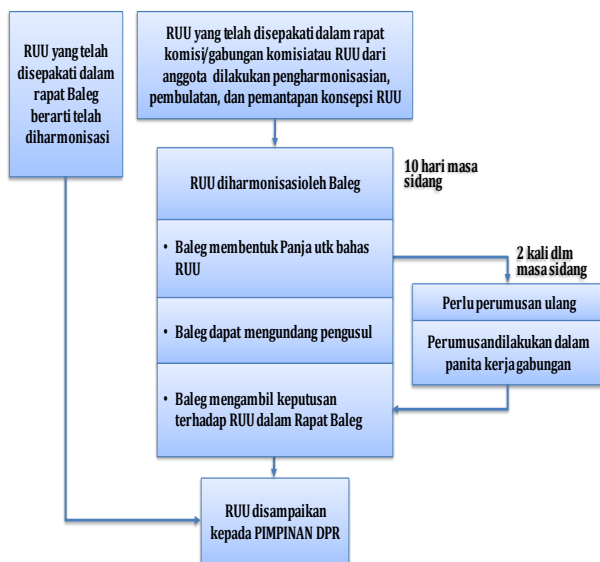 RUU yang telah
disepakati dalam
rapat Baleg
berarti telah
diharmonisasi
RUU yang telah disepakati dalam rapat
komisi/gabungan komisiatau RUU dari
anggota dilakukan pengharmonisasian,
pembulatan, dan pemantapan konsepsi RUU
RUU diharmonisasioleh Baleg
10 hari masa
sidang
• Baleg membentuk Panja utk bahas
RUU
2 kali dlm
masa sidang
Perlu perumusan ulang
Perumusandilakukan dalam
panita kerja gabungan
• Baleg dapat mengundang pengusul
• Baleg mengambil keputusan
terhadap RUU dalam Rapat Baleg
RUU disampaikan
kepada PIMPINAN DPR